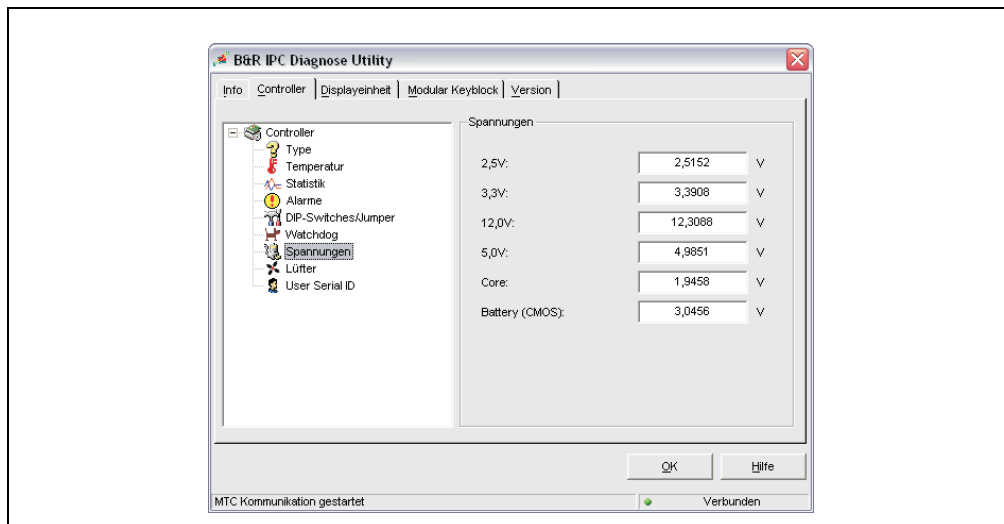 B&R IPC Diagnose Utility
Info Controller Displayeinheit Modular Keyblock Version
Controller
Type
Temperatur
Statistik
Alarme
DIP-Switches/Jumper
Watchdog
Spannungen
Lüfter
User Serial ID
Spannungen
2,5V: 2,5152 V
3,3V: 3,3908 V
12,0V: 12,3088 V
5,0V: 4,9851 V
Core: 1,9458 V
Battery (CMOS): 3,0456 V
OK Hilfe
MTC Kommunikation gestartet Verbunden